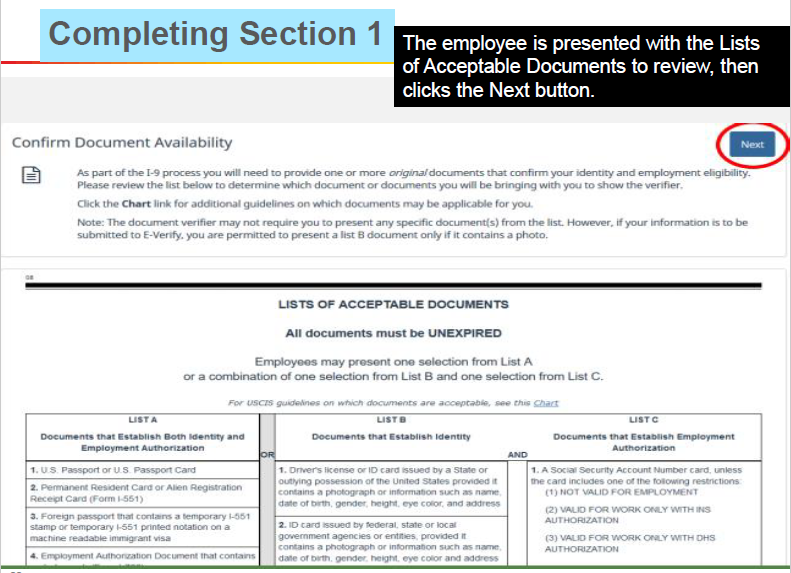 Completing Section 1
The employee is presented with the Lists
of Acceptable Documents to review, then
clicks the Next button.
Confirm Document Availability
Next
As part of the I-9 process you will need to provide one or more original documents that confirm your identity and employment eligibility.
Please review the list below to determine which document or documents you will be bringing with you to show the verifier.
Click the Chart link for additional guidelines on which documents may be applicable for you.
Note: The document verifier may not require you to present any specific document(s) from the list. However, if your information is to be
submitted to E-Verify, you are permitted to present a list B document only if it contains a photo.
LISTS OF ACCEPTABLE DOCUMENTS
All documents must be UNEXPIRED
Employees may present one selection from List A
or a combination of one selection from List B and one selection from List C.
For USCIS guidelines on which documents are acceptable, see this Chart
LIST A
Documents that Establish Both Identity and
Employment Authorization
1. U.S. Passport or U.S. Passport Card
2. Permanent Resident Card or Alien Registration
Receipt Card (Form I-551)
3. Foreign passport that contains a temporary I-551
stamp or temporary I-551 printed notation on a
machine readable immigrant visa
4. Employment Authorization Document that contains
OR
LIST B
Documents that Establish Identity
1. Driver's license or ID card issued by a State or
outlying possession of the United States provided it
contains a photograph or information such as name,
date of birth, gender, height, eye color, and address
2. ID card issued by federal, state or local
government agencies or entities, provided it
contains a photograph or information such as name,
date of birth, gender, height, eye color and address
AND
LIST C
Documents that Establish Employment
Authorization
1. A Social Security Account Number card, unless
the card includes one of the following restrictions:
(1) NOT VALID FOR EMPLOYMENT
(2) VALID FOR WORK ONLY WITH INS
AUTHORIZATION
(3) VALID FOR WORK ONLY WITH DHS
AUTHORIZATION